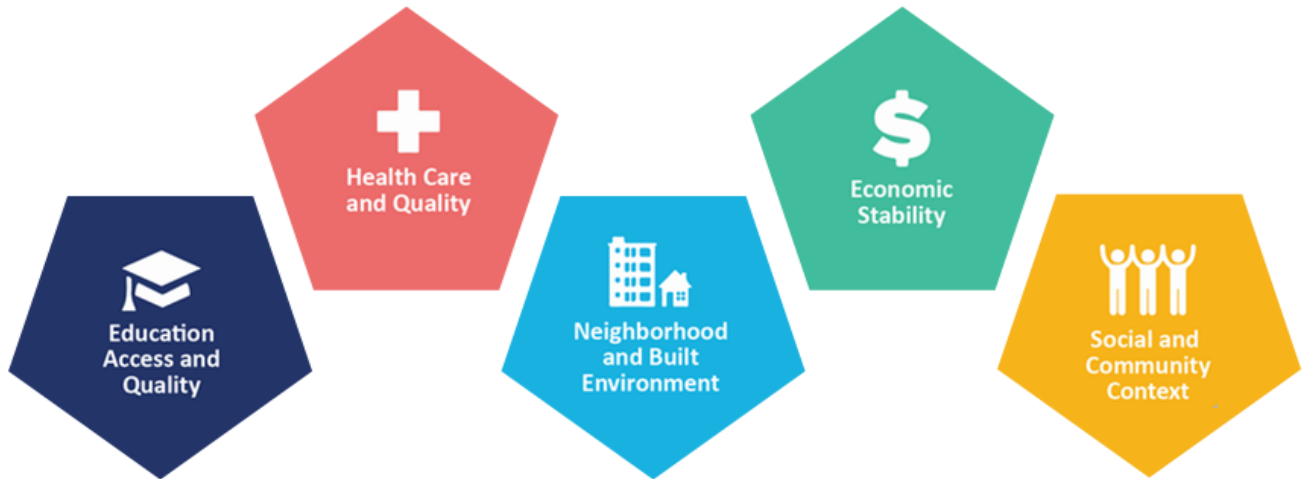 Education
Access and
Quality
Health Care
and Quality
Neighborhood
and Built
Environment
$
Economic
Stability
Social and
Community
Context